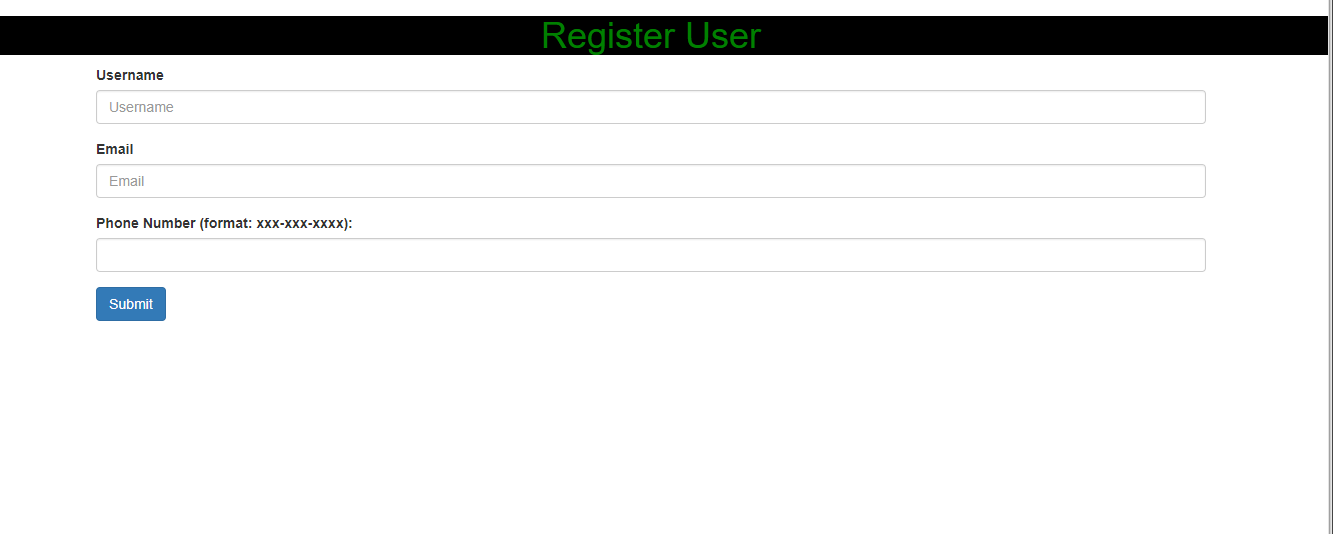 Register User
Username
Username
Email
Email
Phone Number (format: xxx-xxx-xxxx):
Submit